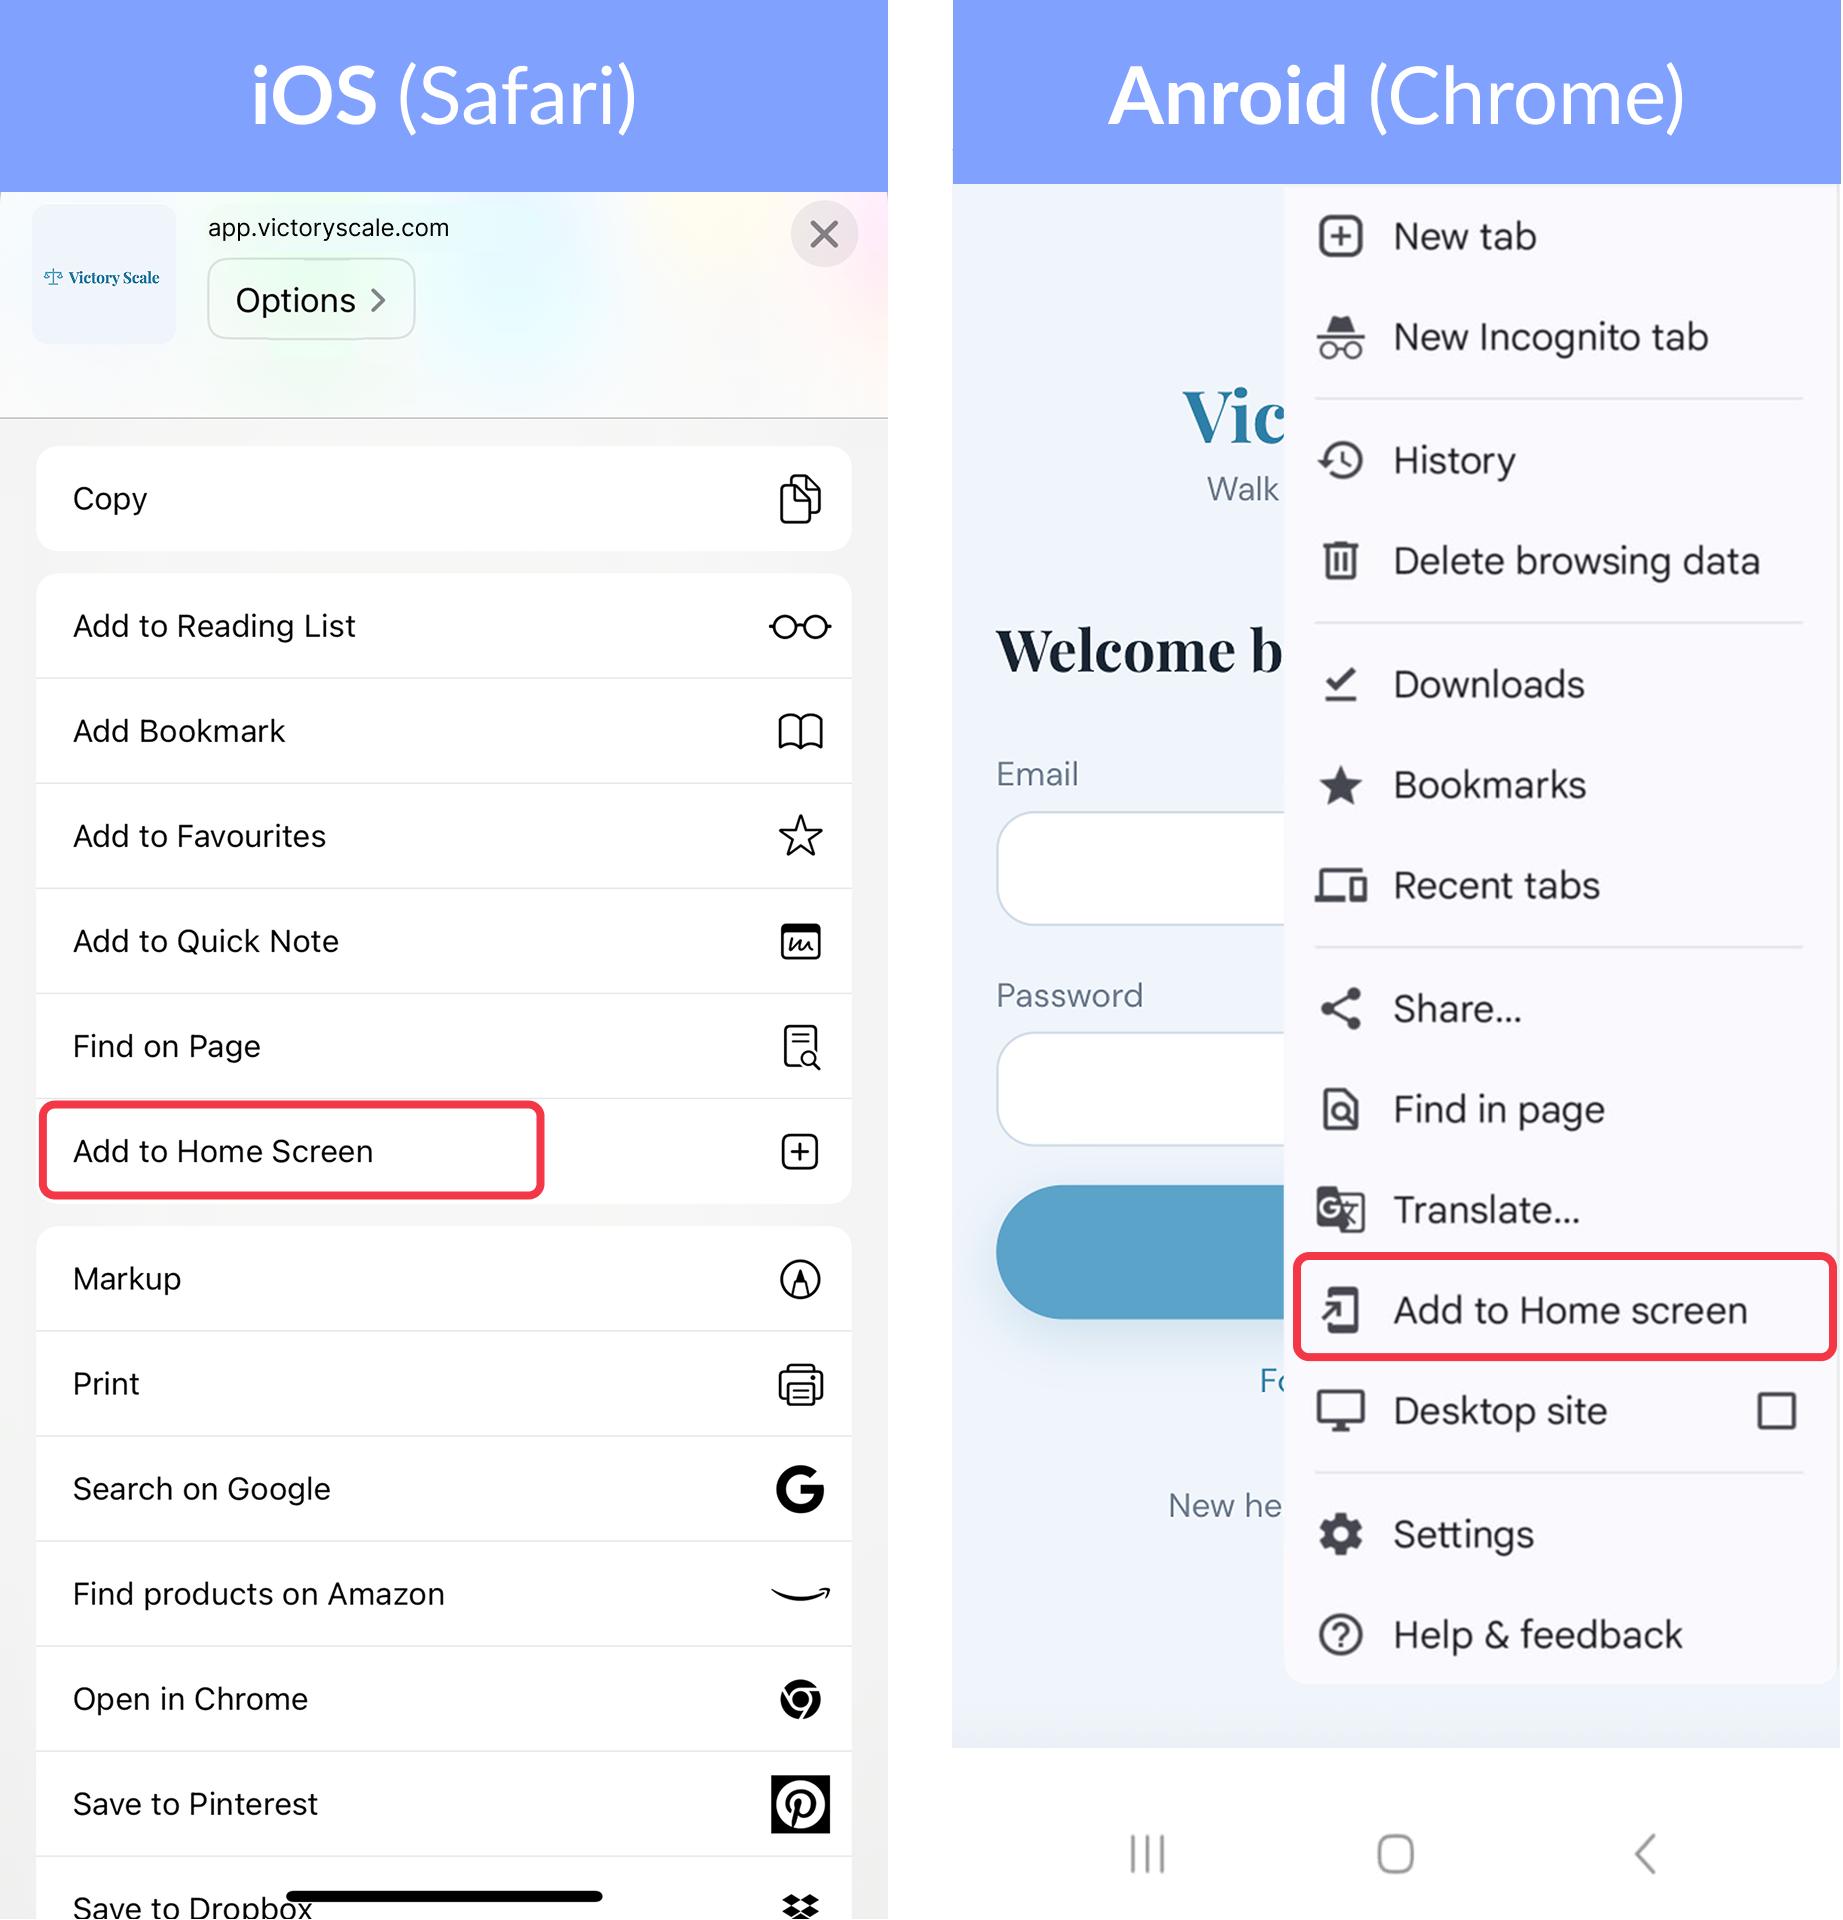 iOS (Safari)
app.victoryscale.com
Victory Scale
Options
Copy
Add to Reading List
Add Bookmark
Add to Favourites
Add to Quick Note
Find on Page
Add to Home Screen
Markup
Print
Search on Google
Find products on Amazon
Open in Chrome
Save to Pinterest
Save to Dropbox
Anroid (Chrome)
Vic
Walk
Welcome b
Email
Password
Fo
New he
New tab
New Incognito tab
History
Delete browsing data
Downloads
Bookmarks
Recent tabs
Share...
Find in page
Translate...
Add to Home screen
Desktop site
Settings
Help & feedback